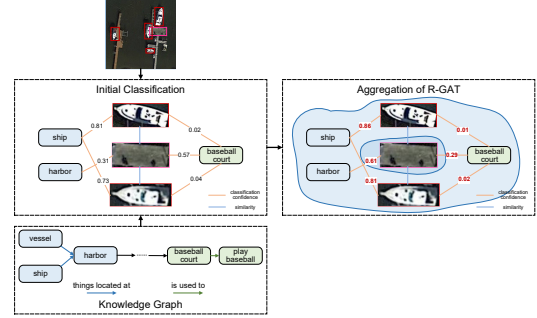 Initial Classification
ship
harbor
0.81
0.31
0.73
0.02
0.57
0.04
baseball
court
classification
confidence
similarity
Aggregation of R-GAT
ship
harbor
0.86
0.61
0.81
0.01
0.29
0.02
baseball
court
classification
confidence
similarity
vessel
ship
harbor
......
baseball
court
play
baseball
things located at
is used to
Knowledge Graph